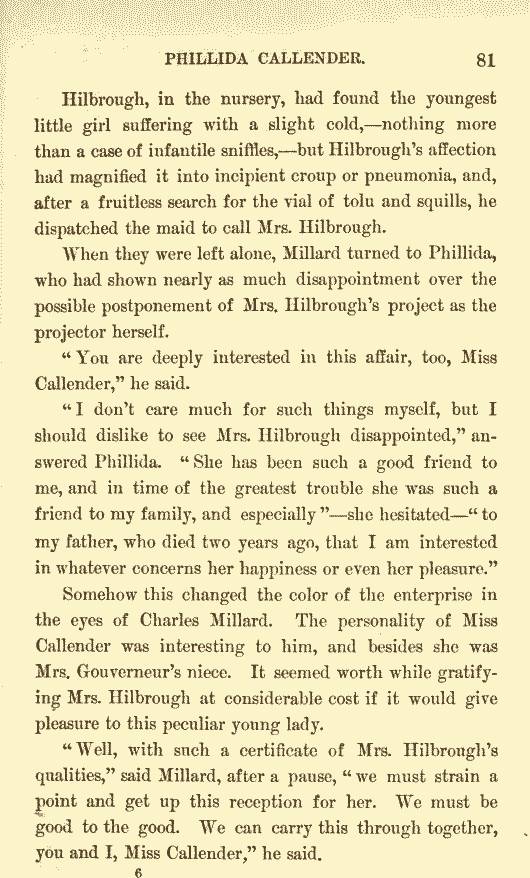 PHILLIDA CALLENDER. 81
Hilbrough, in the nursery, had found the youngest
little girl suffering with a slight cold,—nothing more
than a case of infantile sniffles,—but Hilbrough's affection
had magnified it into incipient croup or pneumonia, and,
after a fruitless search for the vial of tolu and squills, he
dispatched the maid to call Mrs. Hilbrough.
When they were left alone, Millard turned to Phillida,
who had shown nearly as much disappointment over the
possible postponement of Mrs. Hilbrough's project as the
projector herself.
"You are deeply interested in this affair, too, Miss
Callender," he said.
"I don't care much for such things myself, but I
should dislike to see Mrs. Hilbrough disappointed," an-
swered Phillida. "She has been such a good friend to
me, and in time of the greatest trouble she was such a
friend to my family, and especially"—she hesitated—"to
my father, who died two years ago, that I am interested
in whatever concerns her happiness or even her pleasure."
Somehow this changed the color of the enterprise in
the eyes of Charles Millard. The personality of Miss
Callender was interesting to him, and besides she was
Mrs. Gouverneur's niece. It seemed worth while gratify-
ing Mrs. Hilbrough at considerable cost if it would give
pleasure to this peculiar young lady.
"Well, with such a certificate of Mrs. Hilbrough's
qualities," said Millard, after a pause, "we must strain a
point and get up this reception for her. We must be
good to the good. We can carry this through together,
you and I, Miss Callender," he said.
6